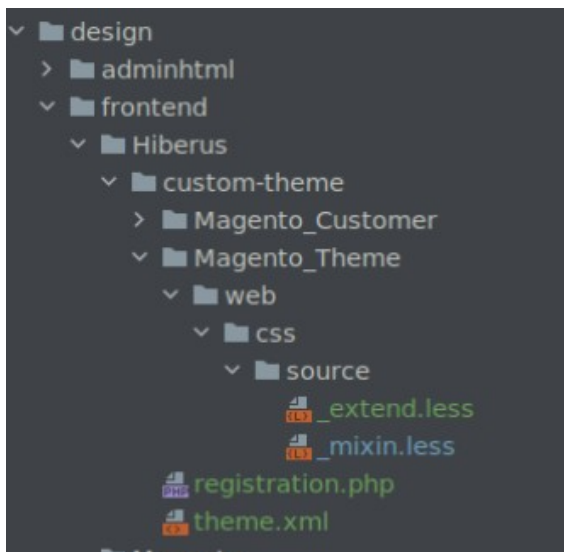 design
adminhtml
frontend
Hiberus
custom-theme
Magento_Customer
Magento_Theme
web
css
source
_extend.less
_mixin.less
registration.php
theme.xml